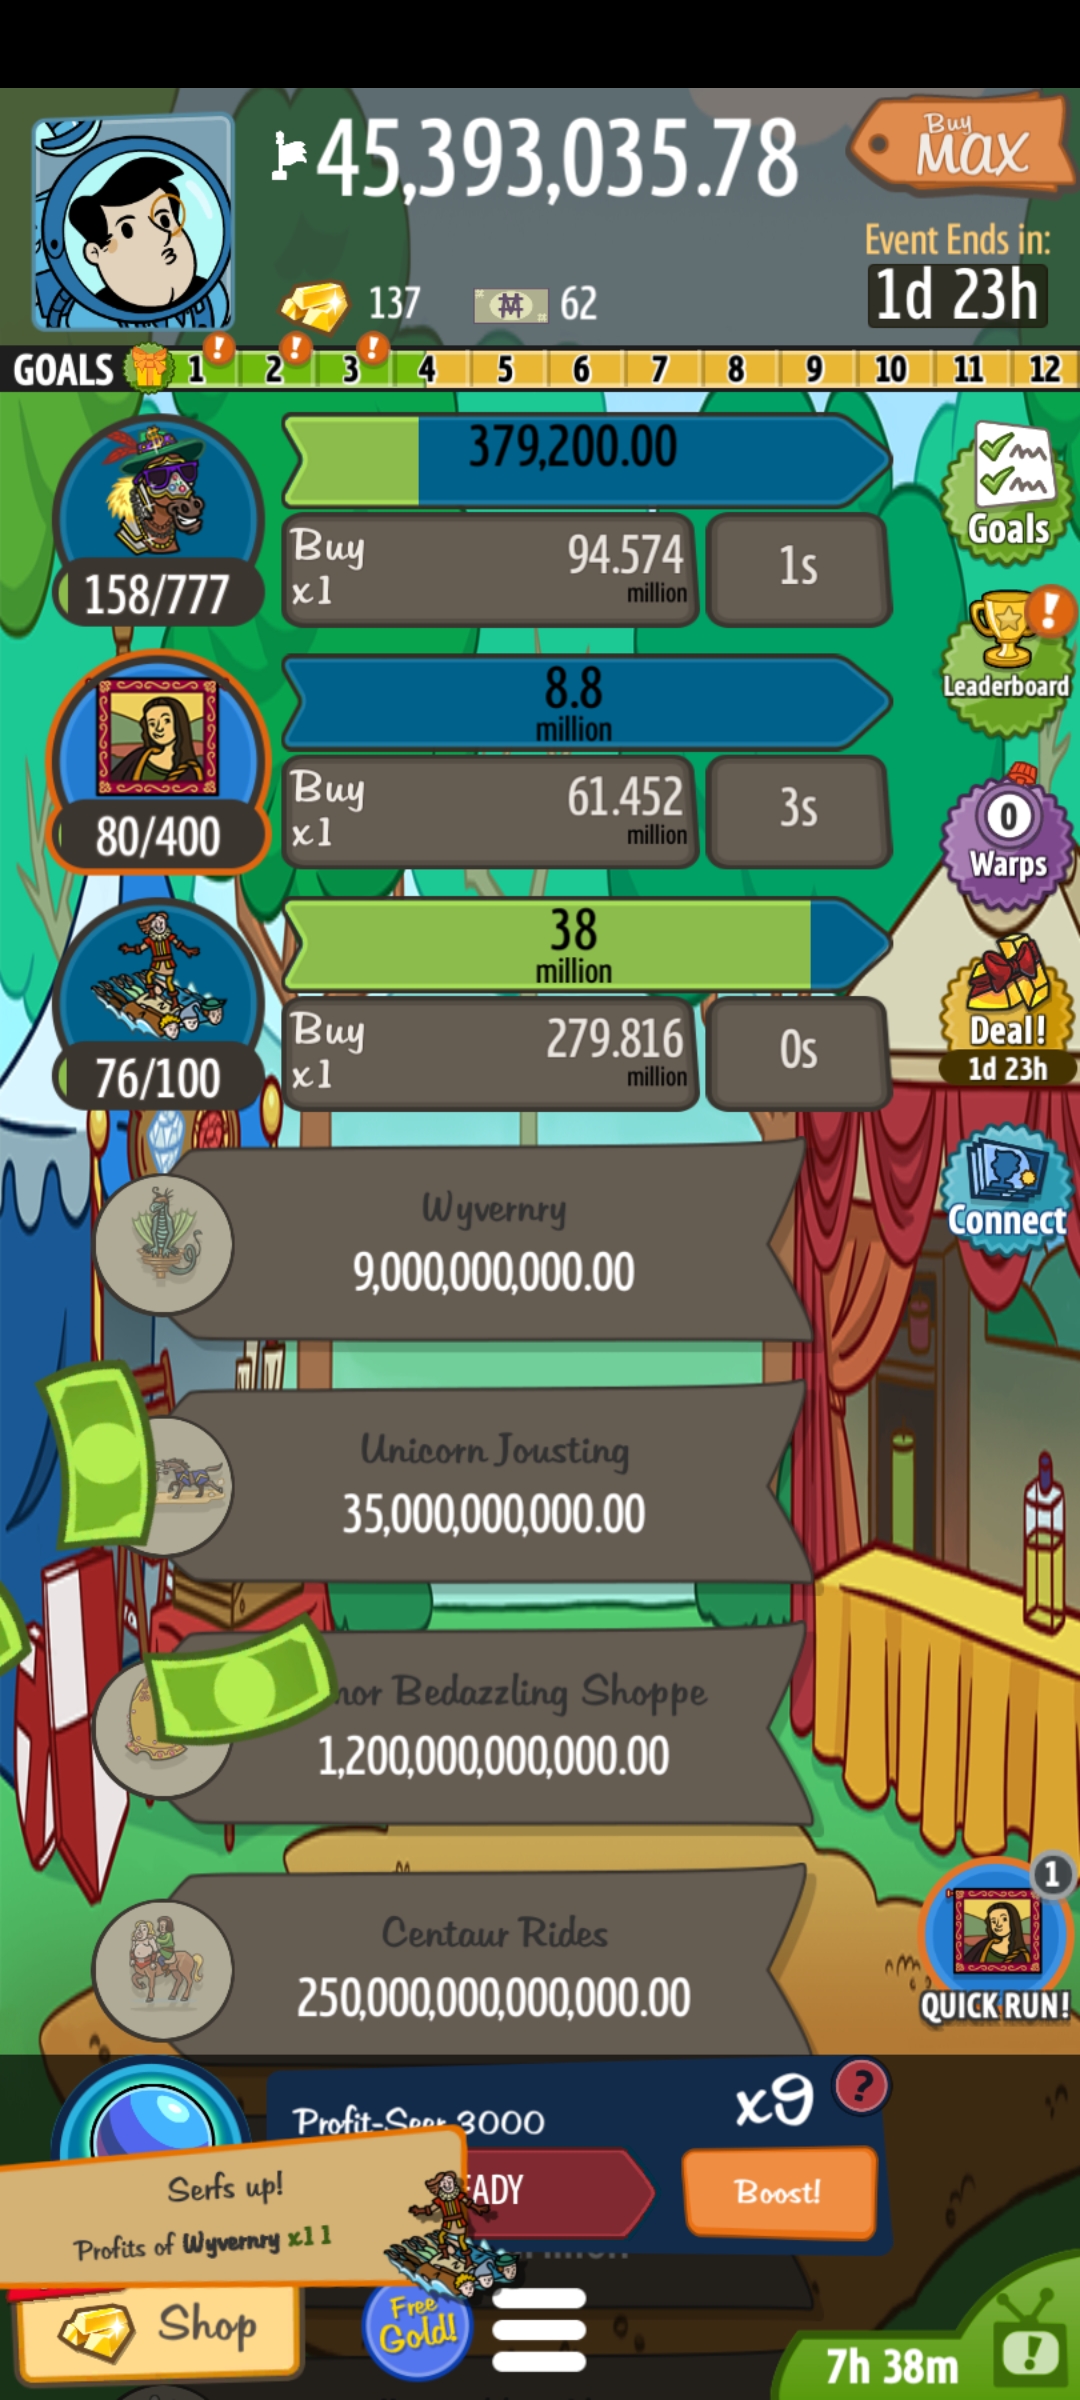 45,393,035.78
Buy
MAX
Event Ends in:
1d 23h
137
62
GOALS 1 ! 2 ! 3 ! 4 5 6 7 8 9 10 11 12
379,200.00
Buy
x1
94.574
million
1s
158/777
Goals
8.8
million
Buy
x1
61.452
million
3s
80/400
!
Leaderboard
0
Warps
38
million
Buy
x1
279.816
million
0s
76/100
Deal!
1d 23h
Wyvernry
9,000,000,000.00
Connect
Unicorn Jousting
35,000,000,000.00
Bedazzling Shoppe
1,200,000,000,000.00
Centaur Rides
250,000,000,000,000.00
1
QUICK RUN!
Profit-Seer 3000
x9
?
EADY
Boost!
Serfs up!
Profits of Wyvernry x11
Shop
Free
Gold!
7h 38m
!